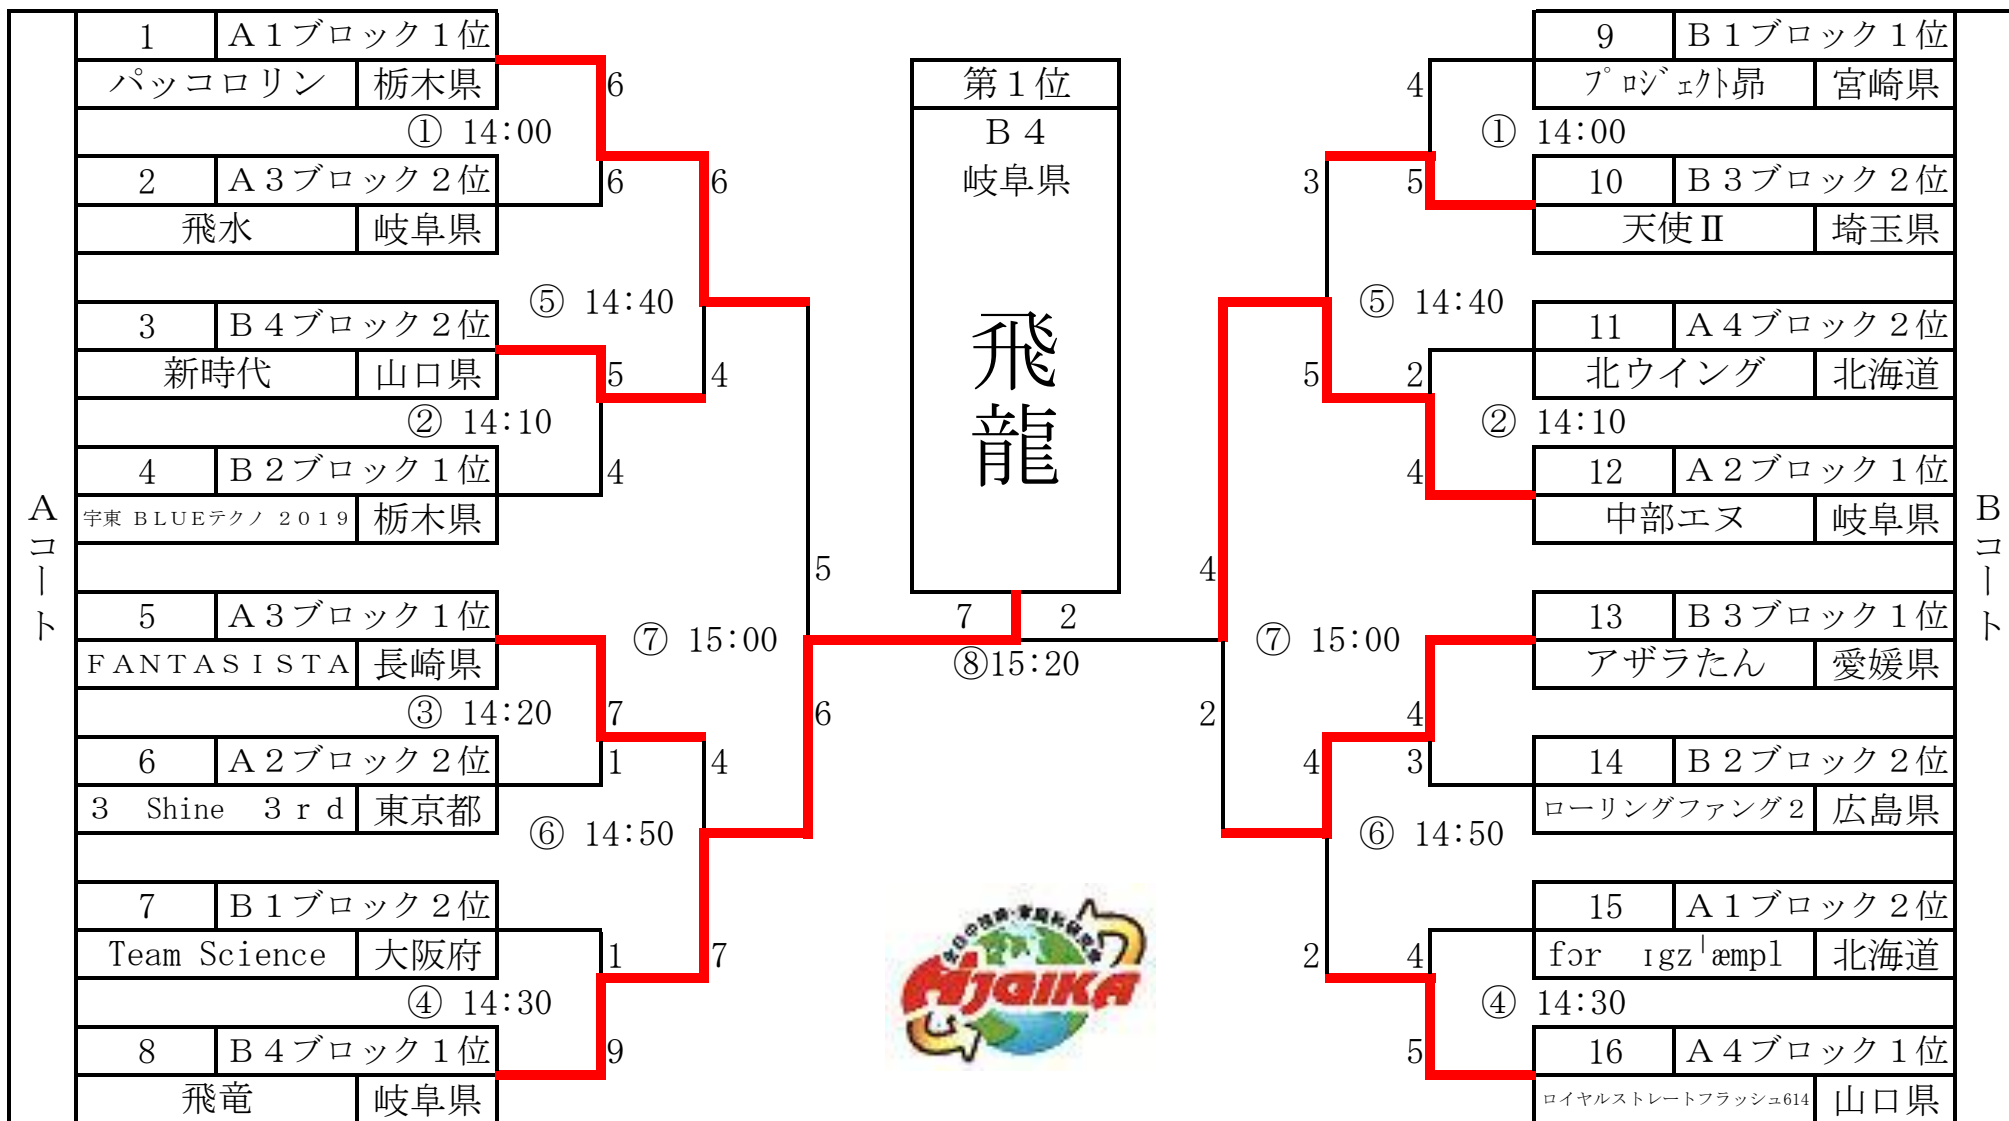 Aコート
1 A1ブロック1位
パッコロリン 栃木県
① 14:00
2 A3ブロック2位
飛水 岐阜県
6
6
3 B4ブロック2位
新時代 山口県
② 14:10
4 B2ブロック1位
宇東 BLUEテクノ 2019 栃木県
5
4
⑤ 14:40
6
4
5 A3ブロック1位
FANTASISTA 長崎県
③ 14:20
6 A2ブロック2位
3 Shine 3rd 東京都
7
1
7 B1ブロック2位
Team Science 大阪府
④ 14:30
8 B4ブロック1位
飛竜 岐阜県
1
9
⑥ 14:50
4
7
⑦ 15:00
5
6
第1位
B4
岐阜県
飛龍
7 2
⑧15:20
AJGIKA
Bコート
9 B1ブロック1位
プロジェクト昴 宮崎県
① 14:00
10 B3ブロック2位
天使Ⅱ 埼玉県
4
5
11 A4ブロック2位
北ウイング 北海道
② 14:10
12 A2ブロック1位
中部エヌ 岐阜県
2
4
⑤ 14:40
3
5
13 B3ブロック1位
アザラたん 愛媛県
14 B2ブロック2位
ローリングファング2 広島県
4
3
15 A1ブロック2位
fɔr ɪgzˈæmpl 北海道
④ 14:30
16 A4ブロック1位
ロイヤルストレートフラッシュ614 山口県
4
5
⑥ 14:50
4
2
⑦ 15:00
4
2